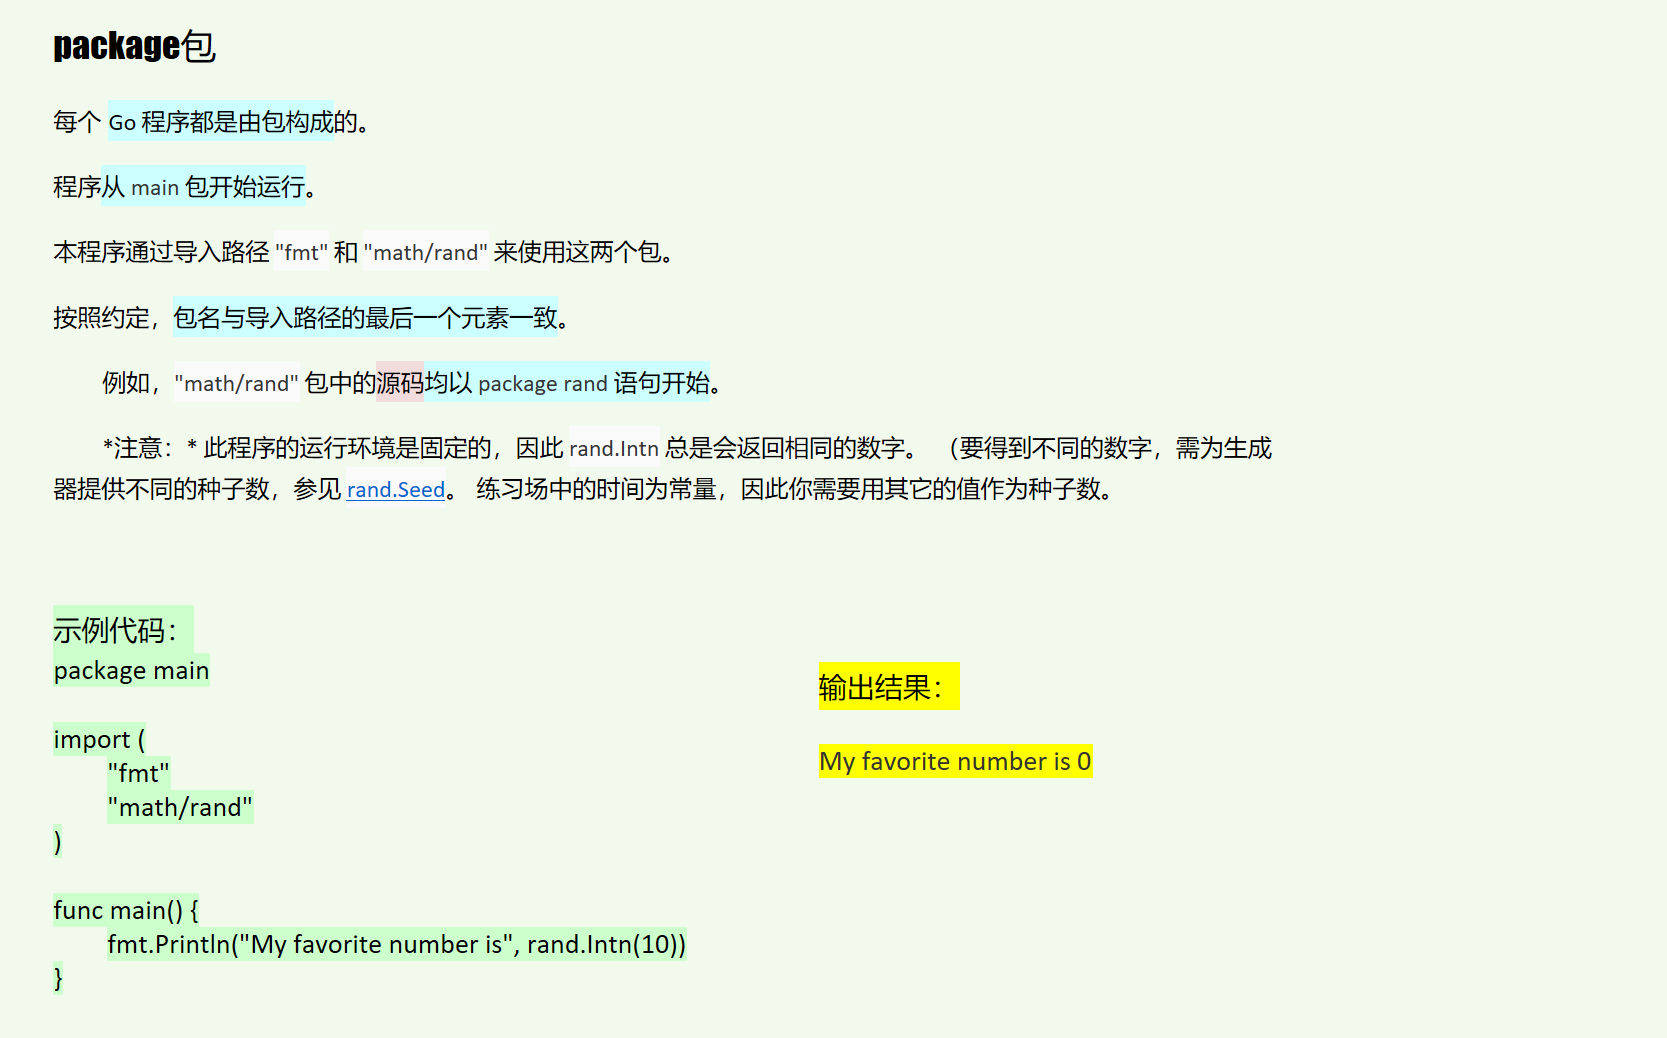 package包
每个 Go 程序都是由包构成的。
程序从 main 包开始运行。
本程序通过导入路径 "fmt" 和 "math/rand" 来使用这两个包。
按照约定，包名与导入路径的最后一个元素一致。
例如，"math/rand" 包中的源码均以 package rand 语句开始。
*注意：* 此程序的运行环境是固定的，因此 rand.Intn 总是会返回相同的数字。 （要得到不同的数字，需为生成
器提供不同的种子数，参见 rand.Seed。 练习场中的时间为常量，因此你需要用其它的值作为种子数。
示例代码：
package main
import (
"fmt"
"math/rand"
)
func main() {
fmt.Println("My favorite number is", rand.Intn(10))
}
输出结果：
My favorite number is 0